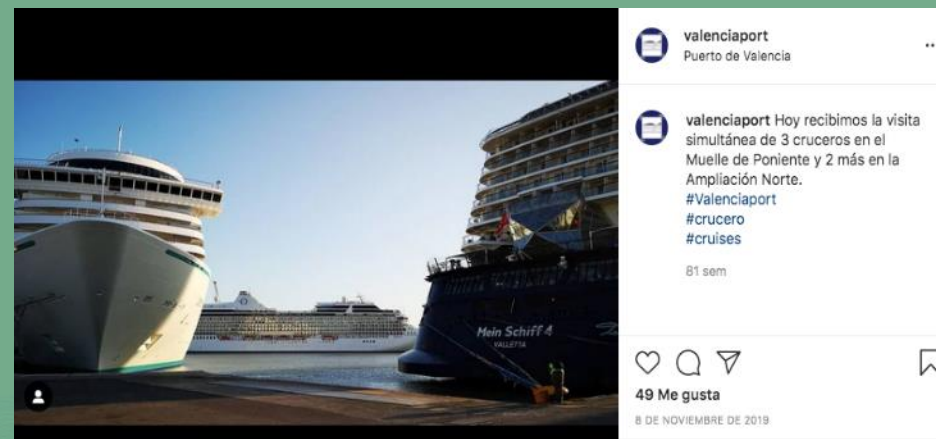 valenciaport
Puerto de Valencia
valenciaport Hoy recibimos la visita
simultánea de 3 cruceros en el
Muelle de Poniente y 2 más en la
Ampliación Norte.
#Valenciaport
#crucero
#cruises
81 sem
Mein Schiff 4
VALLETTA
49 Me gusta
8 DE NOVIEMBRE DE 2019